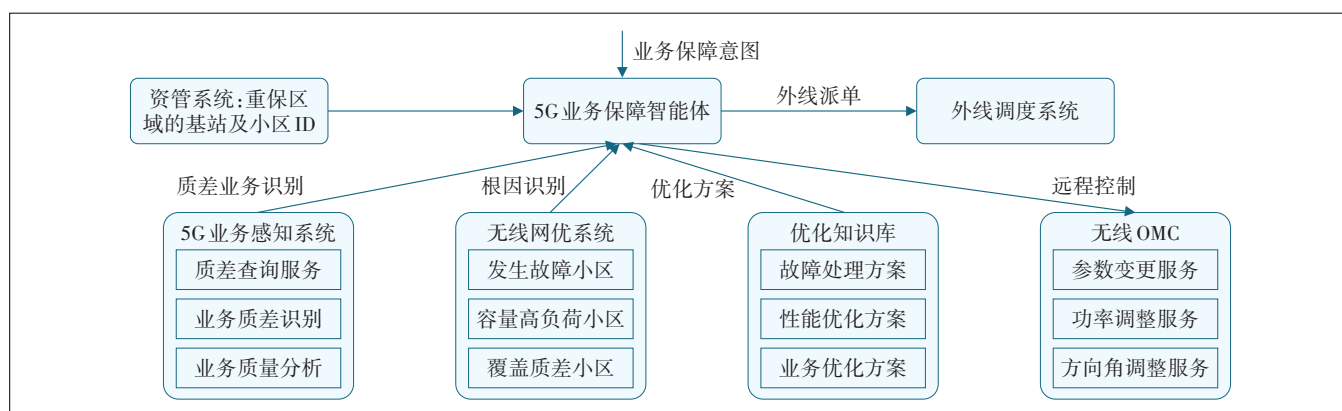 业务保障意图
资管系统:重保区
域的基站及小区ID
5G业务保障智能体
外线派单
外线调度系统
质差业务识别
根因识别
优化方案
远程控制
5G业务感知系统
质差查询服务
业务质差识别
业务质量分析
无线网优系统
发生故障小区
容量高负荷小区
覆盖质差小区
优化知识库
故障处理方案
性能优化方案
业务优化方案
无线OMC
参数变更服务
功率调整服务
方向角调整服务